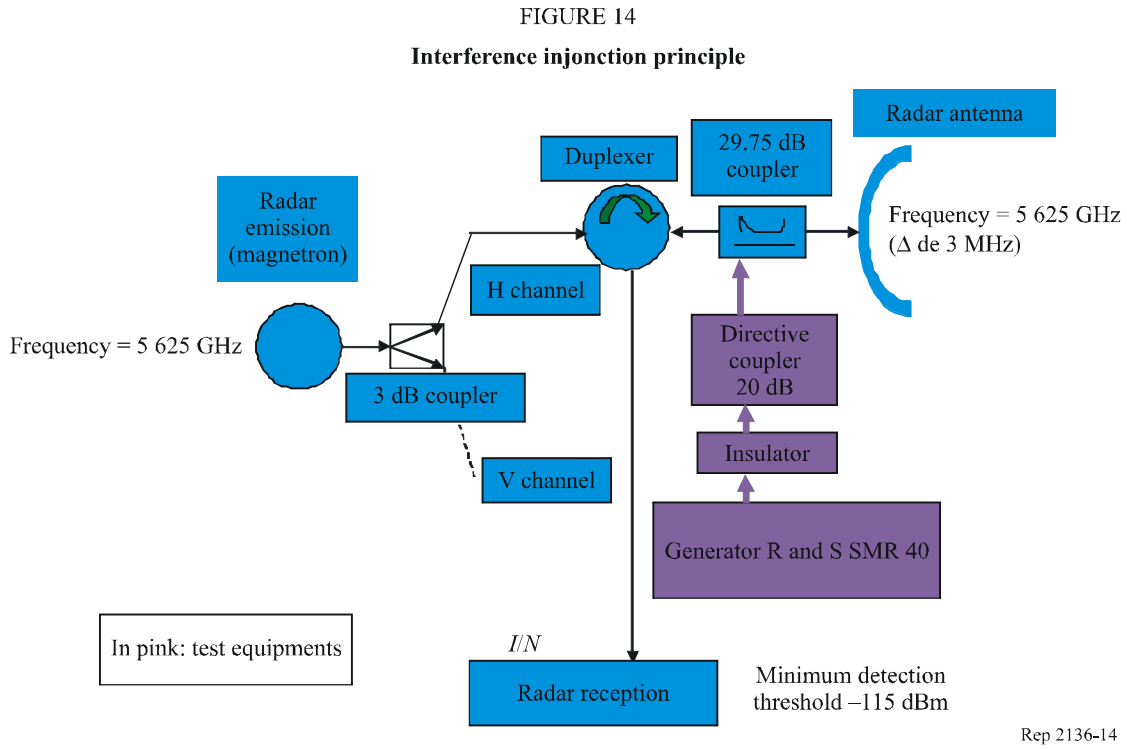 FIGURE 14
Interference injonction principle
Radar antenna
29.75 dB
coupler
Duplexer
Radar
emission
(magnetron)
Frequency = 5 625 GHz
(Δ de 3 MHz)
H channel
Frequency = 5 625 GHz
Directive
coupler
20 dB
3 dB coupler
Insulator
V channel
Generator R and S SMR 40
In pink: test equipments
I/N
Radar reception
Minimum detection
threshold –115 dBm
Rep 2136-14